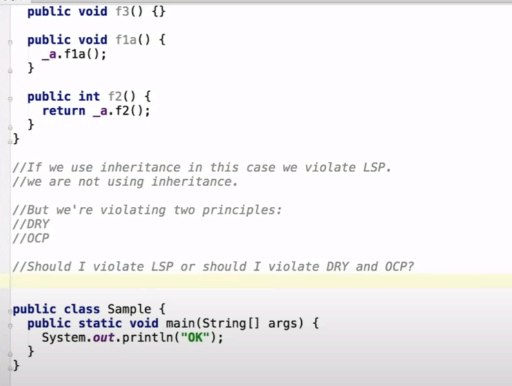 public void f3() {}
public void f1a() {
_a.f1a();
}
public int f2() {
return _a.f2();
}
}
//If we use inheritance in this case we violate LSP.
//we are not using inheritance.
//But we're violating two principles:
//DRY
//OCP
//Should I violate LSP or should I violate DRY and OCP?
public class Sample {
public static void main(String[] args) {
System.out.println("OK");
}
}